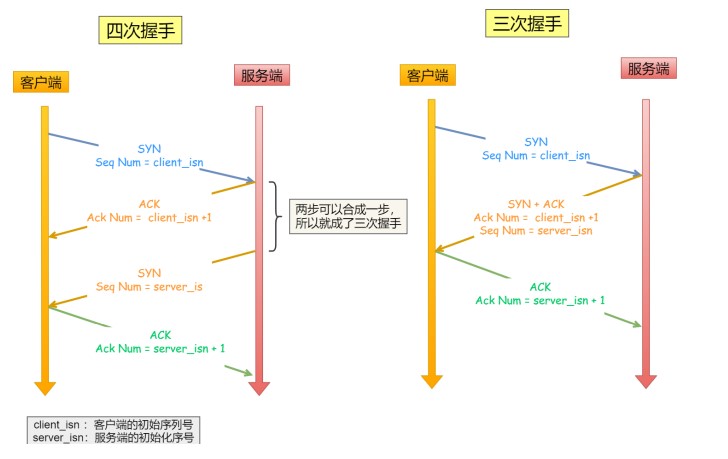 四次握手
客户端
服务端
SYN
Seq Num = client_isn
ACK
Ack Num = client_isn +1
SYN
Seq Num = server_is
ACK
Ack Num = server_isn + 1
两步可以合成一步，
所以就成了三次握手
三次握手
客户端
服务端
SYN
Seq Num = client_isn
SYN + ACK
Ack Num = client_isn +1
Seq Num = server_isn
ACK
Ack Num = server_isn + 1
client_isn ：客户端的初始序列号
server_isn：服务端的初始化序号